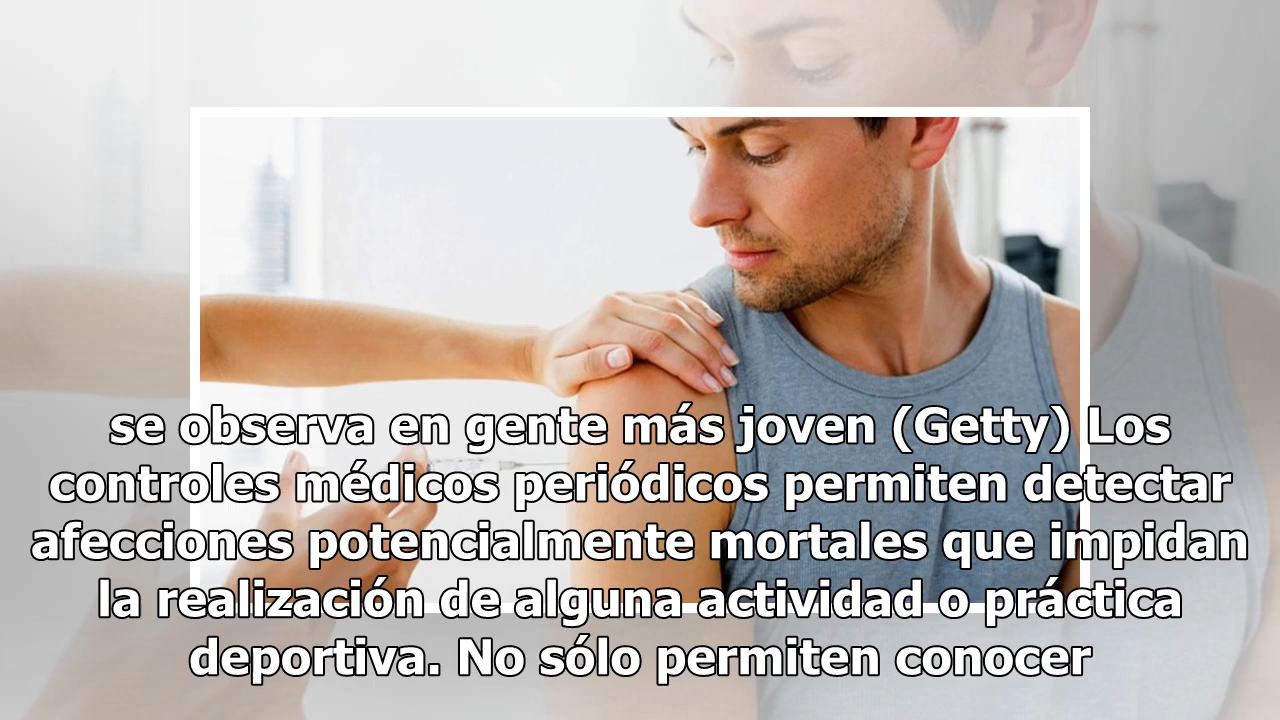 se observa en gente más joven (Getty) Los
controles médicos periódicos permiten detectar
afecciones potencialmente mortales que impidan
la realización de alguna actividad o práctica
deportiva. No sólo permiten conocer